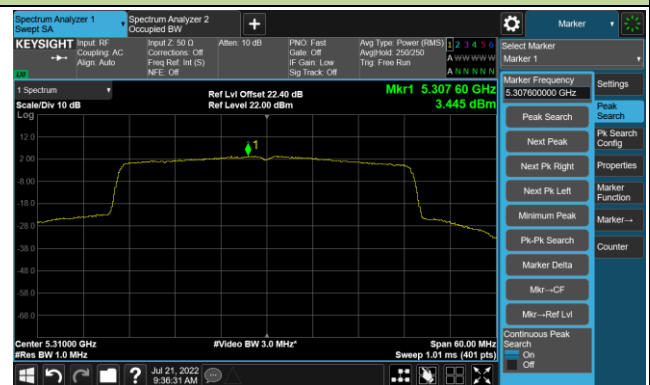 Spectrum Analyzer 1
Swept SA
Spectrum Analyzer 2
Occupied BW
+
Marker
KEYSIGHT
Input: RF
Coupling: AC
Align: Auto
Input Z: 50 Ω
Corrections: Off
Freq Ref: Int (S)
NFE: Off
Atten: 10 dB
PNO: Fast
Gate: Off
IF Gain: Low
Sig Track: Off
Avg Type: Power (RMS)
Avg|Hold: 250/250
Trig: Free Run
1 2 3 4 5 6
A W W W W W
A N N N N N
Select Marker
Marker 1
LXI
1 Spectrum
Scale/Div 10 dB
Log
Ref Lvl Offset 22.40 dB
Ref Level 22.00 dBm
Mkr1 5.307 60 GHz
3.445 dBm
12.0
2.00
-8.00
-18.0
-28.0
-38.0
-48.0
-58.0
-68.0
1
Center 5.31000 GHz
#Res BW 1.0 MHz
#Video BW 3.0 MHz*
Span 60.00 MHz
Sweep 1.01 ms (401 pts)
Marker Frequency
5.307600000 GHz
Peak Search
Next Peak
Next Pk Right
Next Pk Left
Minimum Peak
Pk-Pk Search
Marker Delta
Mkr→CF
Mkr→Ref Lvl
Continuous Peak
Search
On
Off
Settings
Peak
Search
Pk Search
Config
Properties
Marker
Function
Marker→
Counter
?
Jul 21, 2022
9:36:31 AM